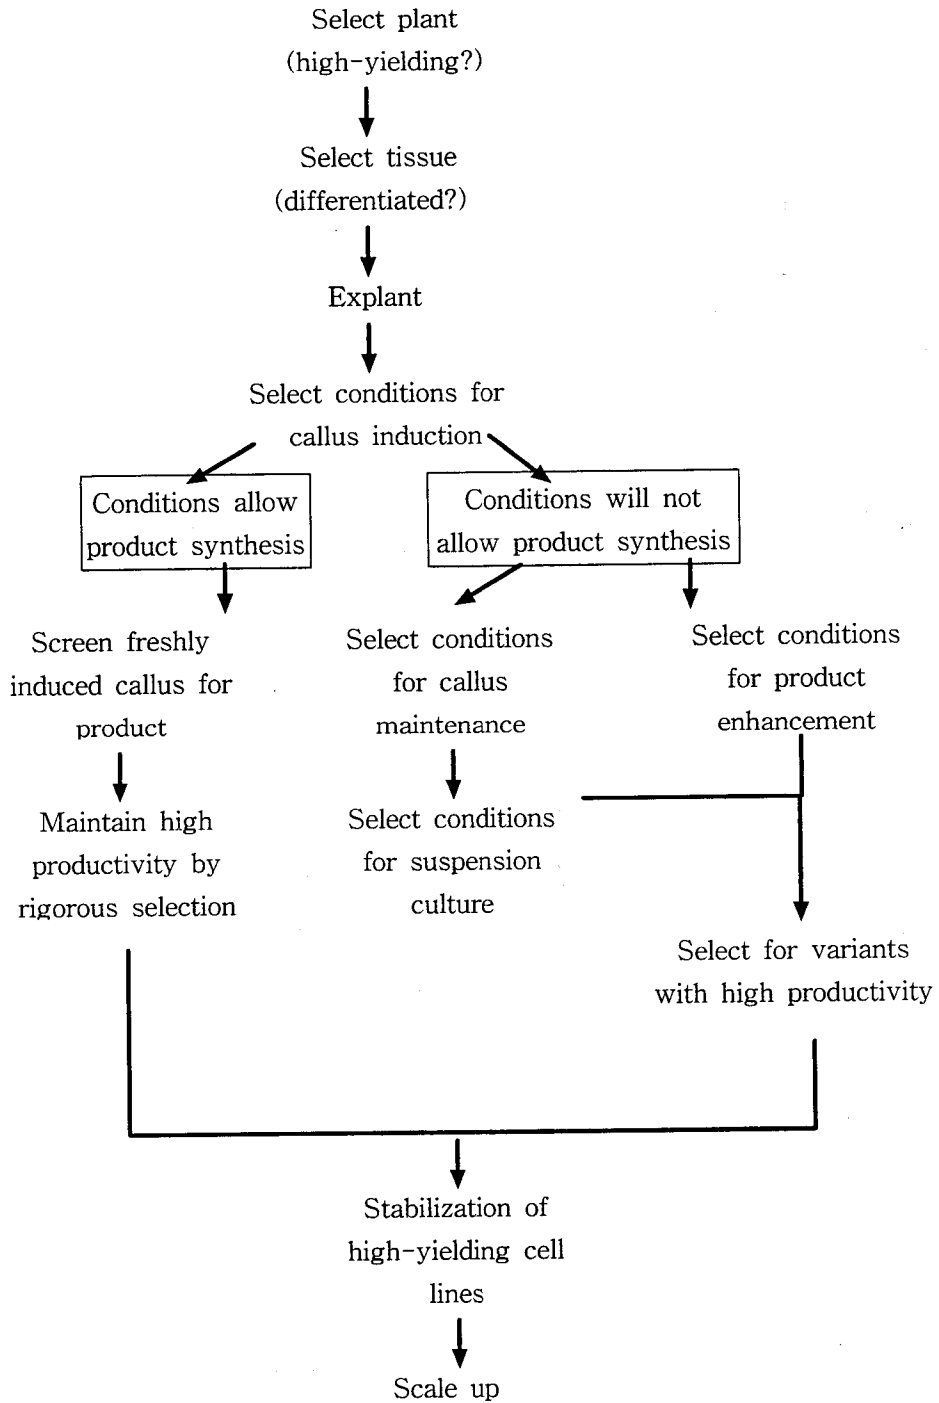 Select plant
(high-yielding?)
Select tissue
(differentiated?)
Explant
Select conditions for
callus induction
Conditions allow
product synthesis
Conditions will not
allow product synthesis
Screen freshly
induced callus for
product
Select conditions
for callus
maintenance
Select conditions
for product
enhancement
Maintain high
productivity by
rigorous selection
Select conditions
for suspension
culture
Select for variants
with high productivity
Stabilization of
high-yielding cell
lines
Scale up